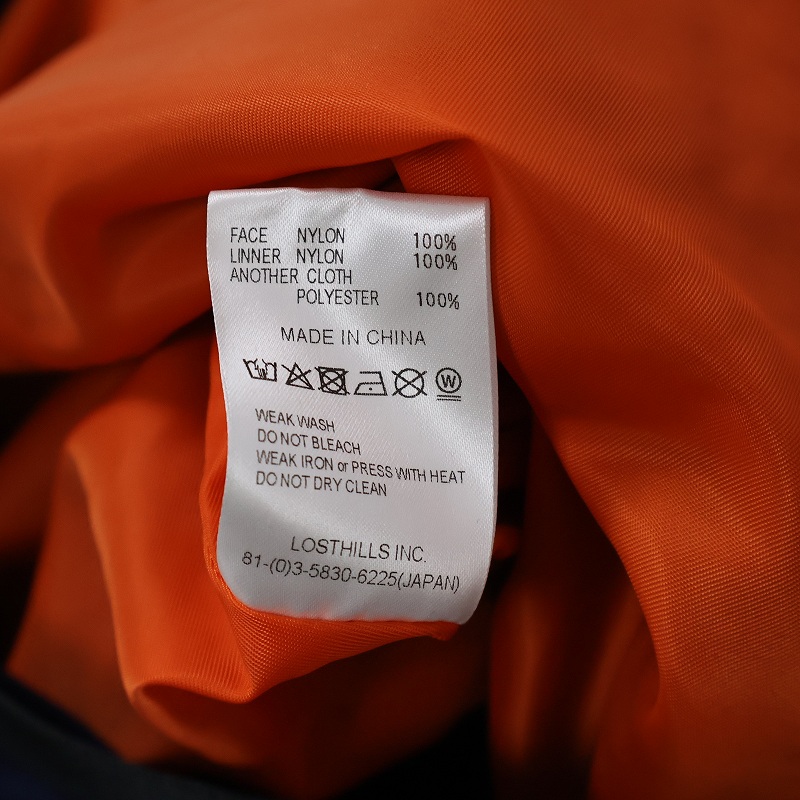 FACE NYLON 100%
LINNER NYLON 100%
ANOTHER CLOTH
POLYESTER 100%
MADE IN CHINA
W
WEAK WASH
DO NOT BLEACH
WEAK IRON or PRESS WITH HEAT
DO NOT DRY CLEAN
LOSTHILLS INC.
81-(0)3-5830-6225(JAPAN)